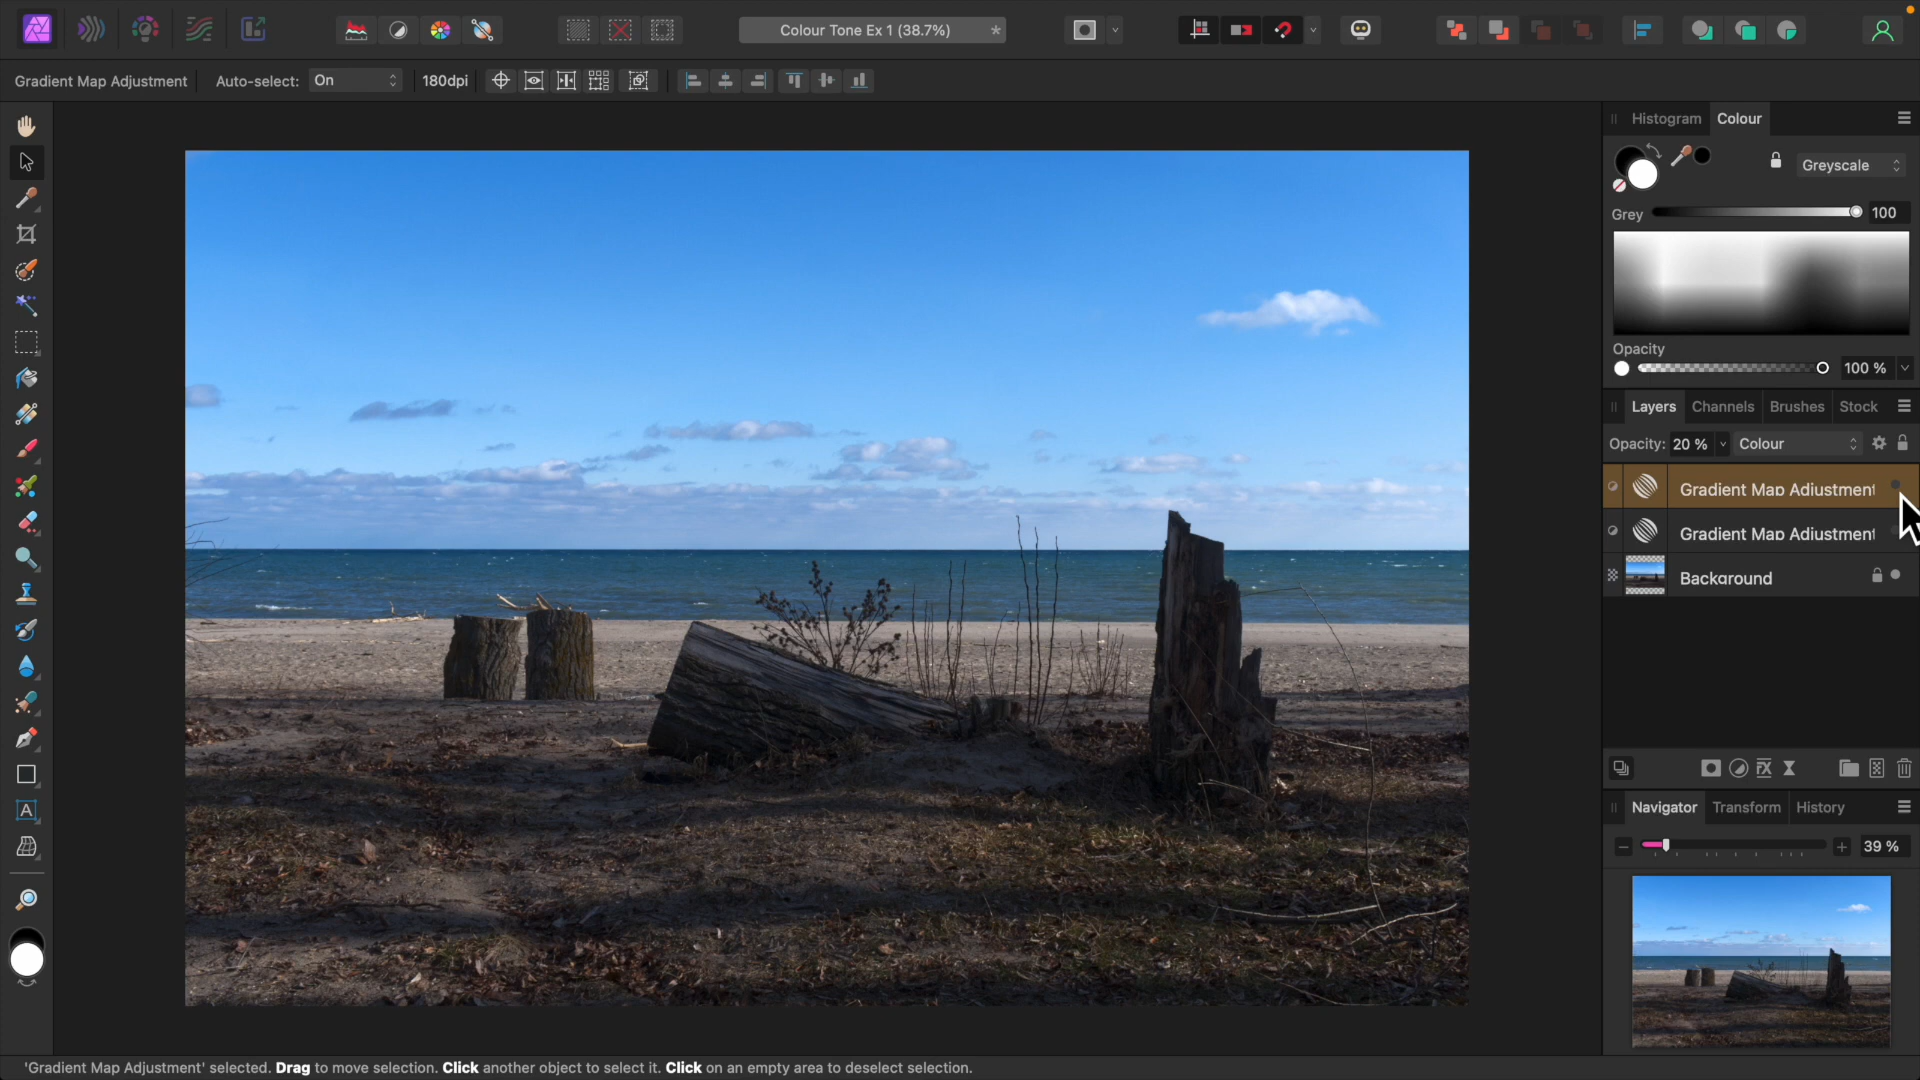 Colour Tone Ex 1 (38.7%) *
Gradient Map Adjustment
Auto-select: On
180dpi
Histogram Colour
Greyscale
Grey 100
Opacity
100 %
Layers Channels Brushes Stock
Opacity: 20 % Colour
Gradient Map Adjustment
Gradient Map Adjustment
Background
Navigator Transform History
39 %
'Gradient Map Adjustment' selected. Drag to move selection. Click another object to select it. Click on an empty area to deselect selection.